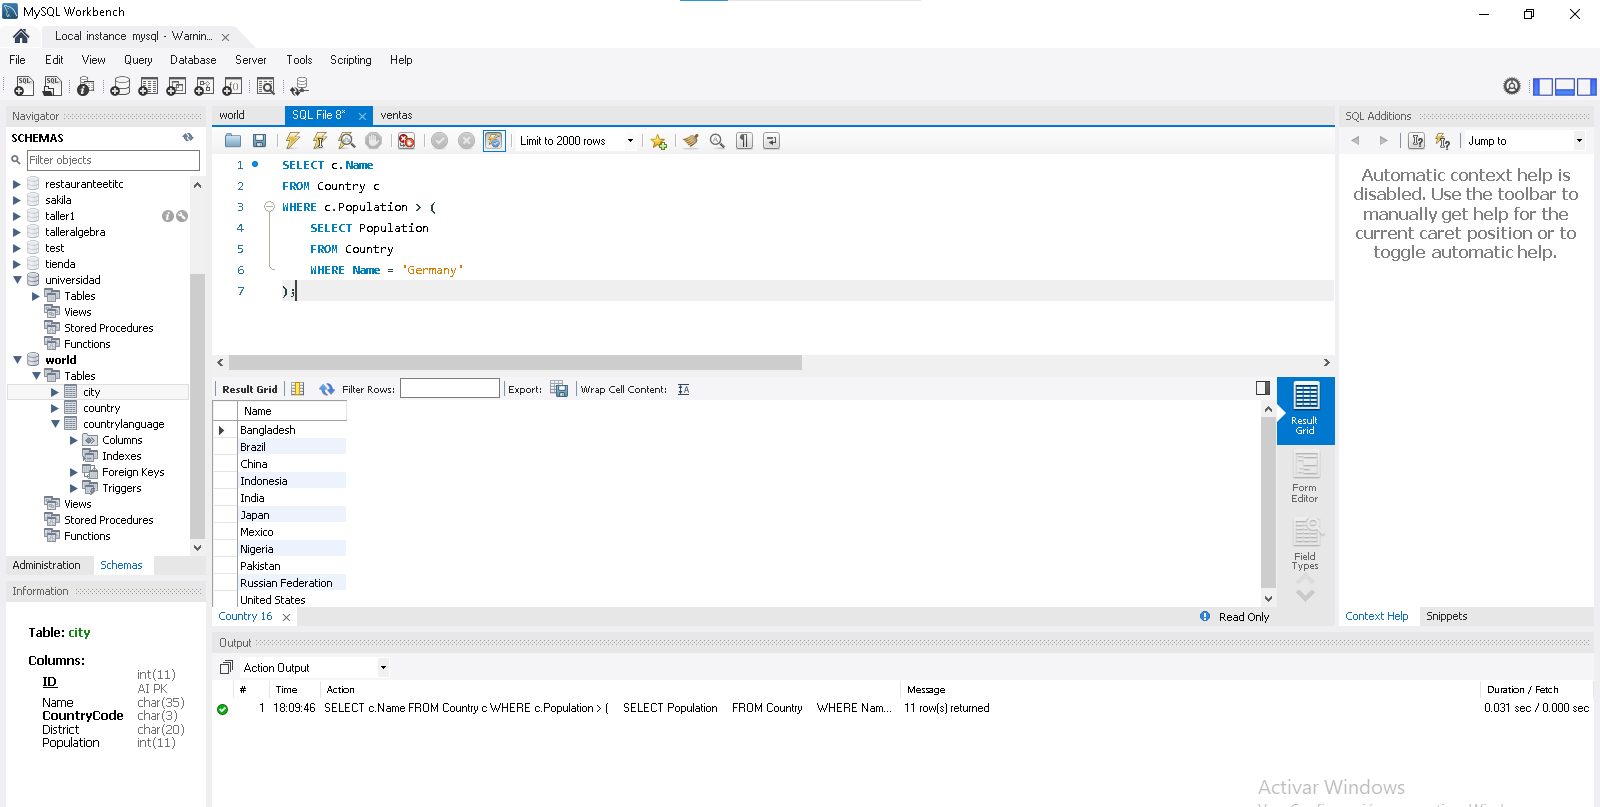 MySQL Workbench
Local instance mysql - Warnin...
File Edit View Query Database Server Tools Scripting Help
Navigator
SCHEMAS
Filter objects
restauranteetitc
sakila
taller1
talleralgebra
test
tienda
universidad
Tables
Views
Stored Procedures
Functions
world
Tables
city
country
countrylanguage
Columns
Indexes
Foreign Keys
Triggers
Views
Stored Procedures
Functions
Administration Schemas
Information
Table: city
Columns:
ID int(11)
AI PK
Name char(35)
CountryCode char(3)
District char(20)
Population int(11)
world SQL File 8* ventas
Limit to 2000 rows
1 SELECT c.Name
2 FROM Country c
3 WHERE c.Population > (
4 SELECT Population
5 FROM Country
6 WHERE Name = 'Germany'
7 );
Result Grid Filter Rows: Export: Wrap Cell Content:
Name
Bangladesh
Brazil
China
Indonesia
India
Japan
Mexico
Nigeria
Pakistan
Russian Federation
United States
Result
Grid
Form
Editor
Field
Types
Country 16 Read Only
SQL Additions
Jump to
Automatic context help is
disabled. Use the toolbar to
manually get help for the
current caret position or to
toggle automatic help.
Context Help Snippets
Output
Action Output
# Time Action Message Duration / Fetch
1 18:09:46 SELECT c.Name FROM Country c WHERE c.Population > ( SELECT Population FROM Country WHERE Nam... 11 row(s) returned 0.031 sec / 0.000 sec
Activar Windows